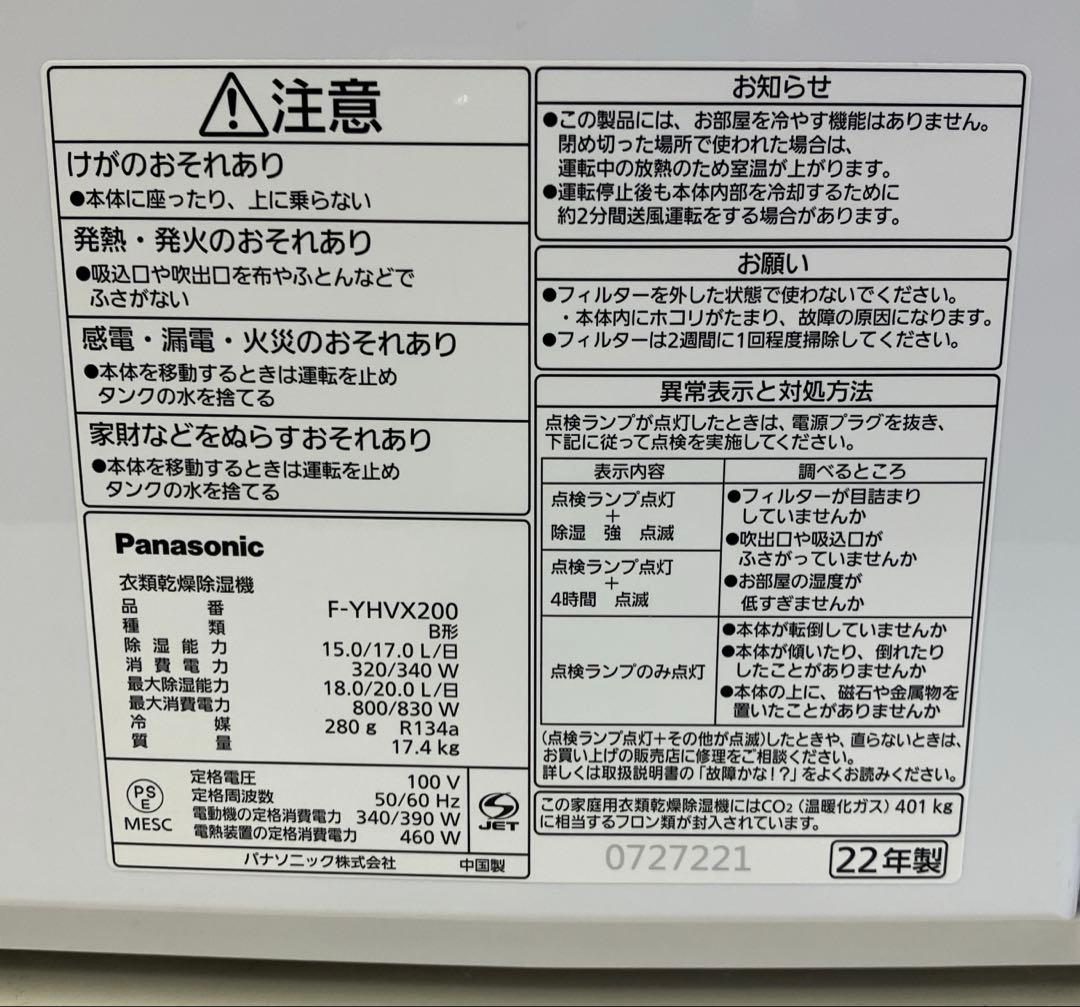 注意
けがのおそれあり
●本体に座ったり、上に乗らない
発熱・発火のおそれあり
●吸込口や吹出口を布やふとんなどで
ふさがない
感電・漏電・火災のおそれあり
●本体を移動するときは運転を止め
タンクの水を捨てる
家財などをぬらすおそれあり
●本体を移動するときは運転を止め
タンクの水を捨てる
Panasonic
衣類乾燥除湿機
品番 F-YHVX200
種類 B形
除湿能力 15.0/17.0 L/日
消費電力 320/340 W
最大除湿能力 18.0/20.0 L/日
最大消費電力 800/830 W
冷媒 280 g R134a
質量 17.4 kg
PS
E
MESC
定格電圧 100 V
定格周波数 50/60 Hz
電動機の定格消費電力 340/390 W
電熱装置の定格消費電力 460 W
JET
パナソニック株式会社 中国製
お知らせ
●この製品には、お部屋を冷やす機能はありません。
閉め切った場所で使われた場合は、
運転中の放熱のため室温が上がります。
●運転停止後も本体内部を冷却するために
約2分間送風運転をする場合があります。
お願い
●フィルターを外した状態で使わないでください。
・本体内にホコリがたまり、故障の原因になります。
●フィルターは2週間に1回程度掃除してください。
異常表示と対処方法
点検ランプが点灯したときは、電源プラグを抜き、
下記に従って点検を実施してください。
表示内容 調べるところ
点検ランプ点灯
+
除湿 強 点滅
点検ランプ点灯
+
4時間 点滅
●フィルターが目詰まり
していませんか
●吹出口や吸込口が
ふさがっていませんか
●お部屋の湿度が
低すぎませんか
点検ランプのみ点灯
●本体が転倒していませんか
●本体が傾いたり、倒れたり
したことがありませんか
●本体の上に、磁石や金属物を
置いたことがありませんか
(点検ランプ点灯+その他が点滅)したときや、直らないときは、
お買い上げの販売店に修理をご相談ください。
詳しくは取扱説明書の「故障かな!?」をよくお読みください。
この家庭用衣類乾燥除湿機にはCO2(温暖化ガス)401 kg
に相当するフロン類が封入されています。
0727221
22年製